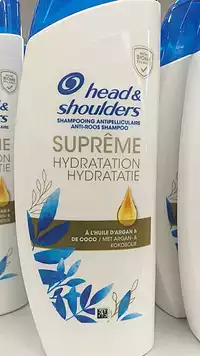 head &
shoulders
SHAMPOOING ANTIPELLICULAIRE
ANTI-ROOS SHAMPOO
SUPRÊME
HYDRATATION
HYDRATATIE
À L'HUILE D'ARGAN &
DE COCO / MET ARGAN- &
KOKOSOLIE